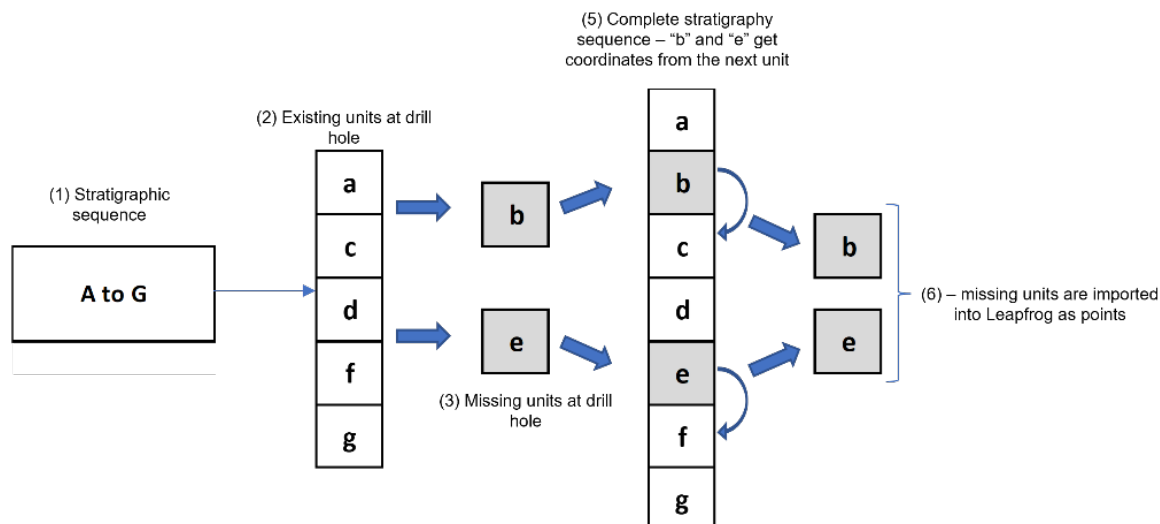 (1) Stratigraphic
sequence
A to G
(2) Existing units at drill
hole
a
c
d
f
g
b
e
(3) Missing units at drill
hole
(5) Complete stratigraphy
sequence – “b” and “e” get
coordinates from the next unit
a
b
c
d
e
f
g
b
e
(6) – missing units are imported
into Leapfrog as points